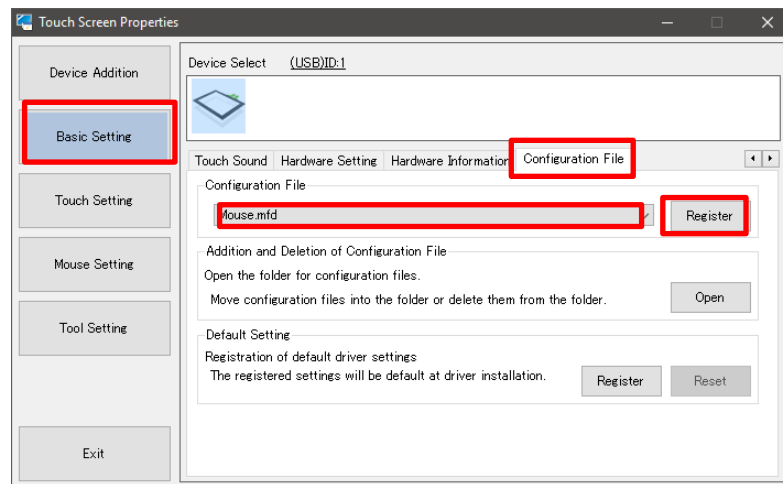 Touch Screen Properties
Device Addition
Basic Setting
Touch Setting
Mouse Setting
Tool Setting
Exit
Device Select (USB)ID:1
Touch Sound Hardware Setting Hardware Information Configuration File
Configuration File
Mouse.mfd
Register
Addition and Deletion of Configuration File
Open the folder for configuration files.
Move configuration files into the folder or delete them from the folder.
Open
Default Setting
Registration of default driver settings
The registered settings will be default at driver installation.
Register
Reset